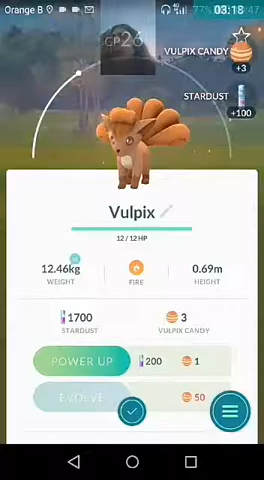 Orange B 77% 03:18 :47
CP26
VULPIX CANDY
+3
STARDUST
+100
Vulpix
12 / 12 HP
12.46kg 0.69m
WEIGHT FIRE HEIGHT
1700 3
STARDUST VULPIX CANDY
POWER UP 200 1
EVOLVE 50